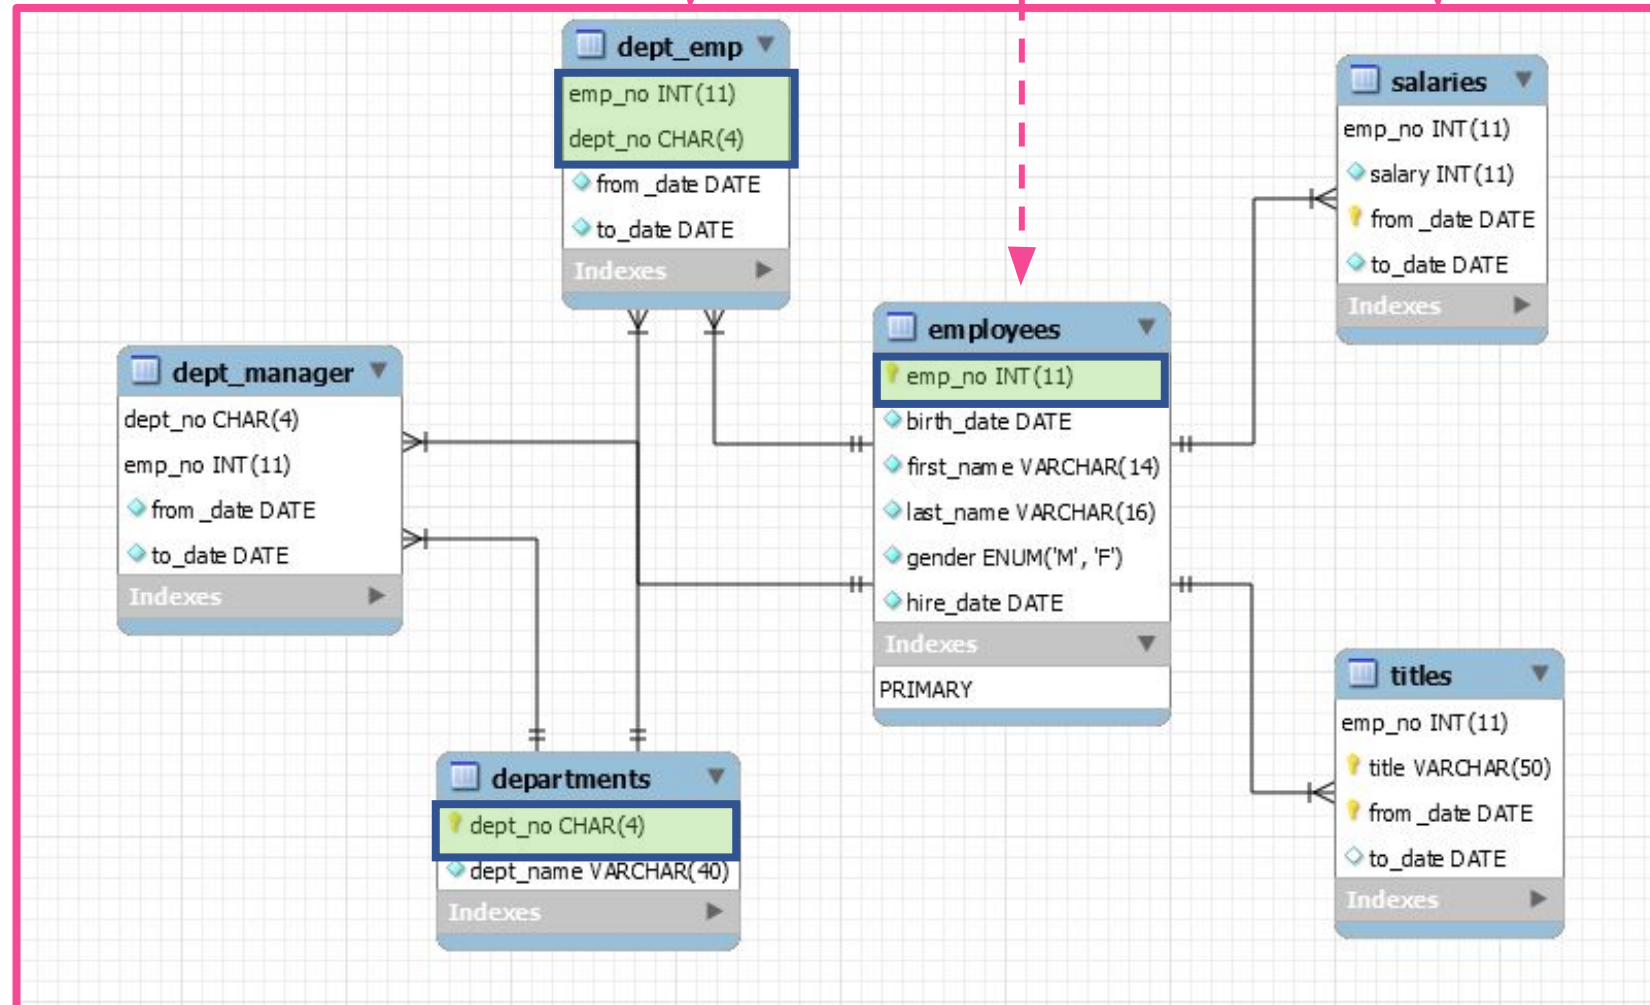 dept_emp
emp_no INT(11)
dept_no CHAR(4)
from_date DATE
to_date DATE
Indexes
salaries
emp_no INT(11)
salary INT(11)
from_date DATE
to_date DATE
Indexes
dept_manager
dept_no CHAR(4)
emp_no INT(11)
from_date DATE
to_date DATE
Indexes
employees
emp_no INT(11)
birth_date DATE
first_name VARCHAR(14)
last_name VARCHAR(16)
gender ENUM('M', 'F')
hire_date DATE
Indexes
PRIMARY
departments
dept_no CHAR(4)
dept_name VARCHAR(40)
Indexes
titles
emp_no INT(11)
title VARCHAR(50)
from_date DATE
to_date DATE
Indexes